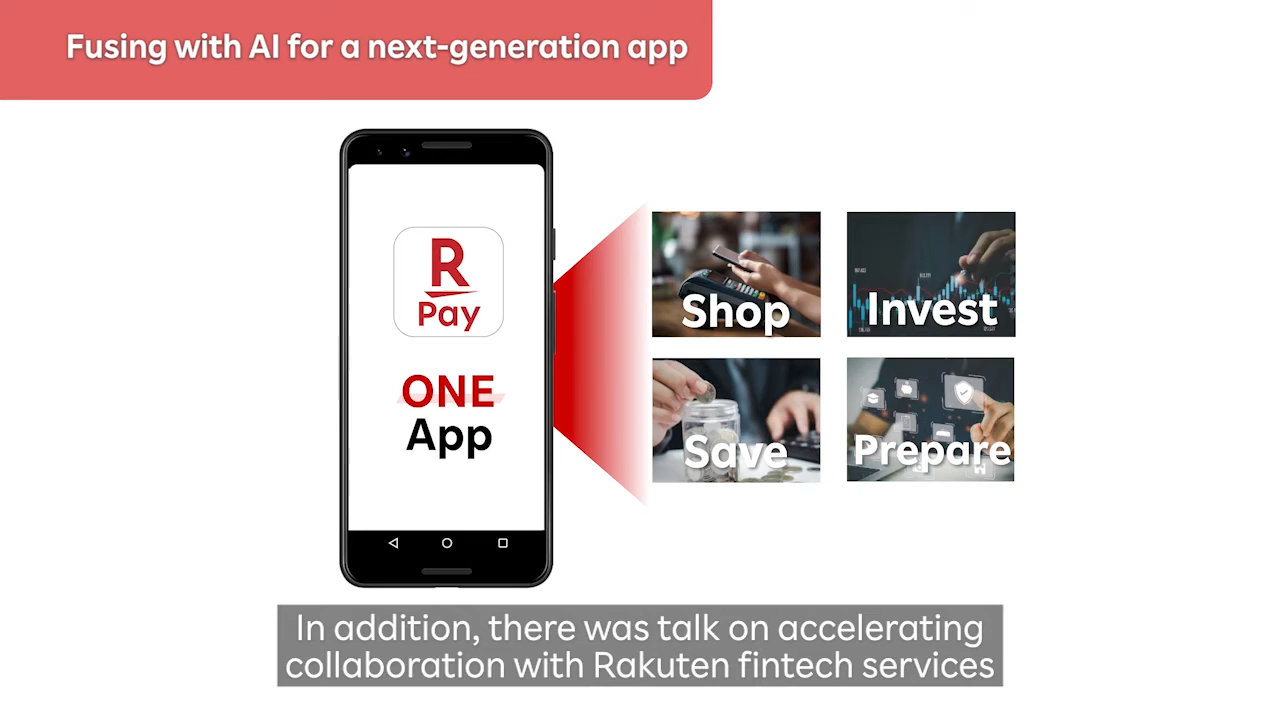 Fusing with AI for a next-generation app
R
Pay
ONE
App
Shop
Invest
Save
Prepare
In addition, there was talk on accelerating
collaboration with Rakuten fintech services